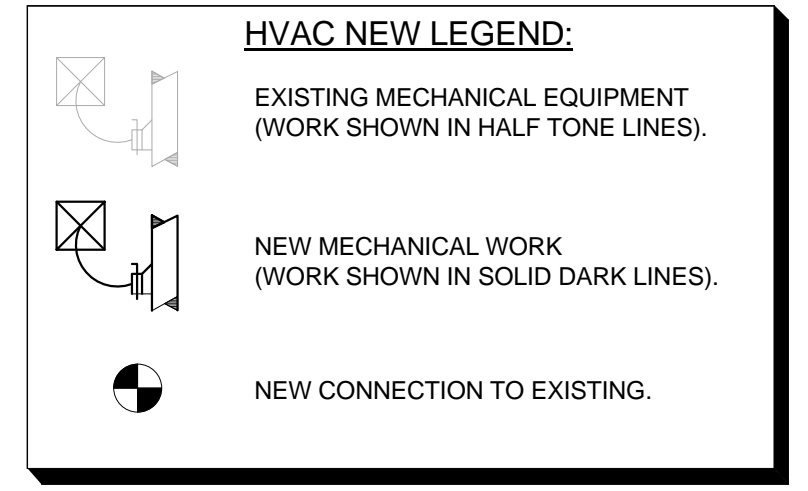 HVAC NEW LEGEND:
EXISTING MECHANICAL EQUIPMENT
(WORK SHOWN IN HALF TONE LINES).
NEW MECHANICAL WORK
(WORK SHOWN IN SOLID DARK LINES).
NEW CONNECTION TO EXISTING.